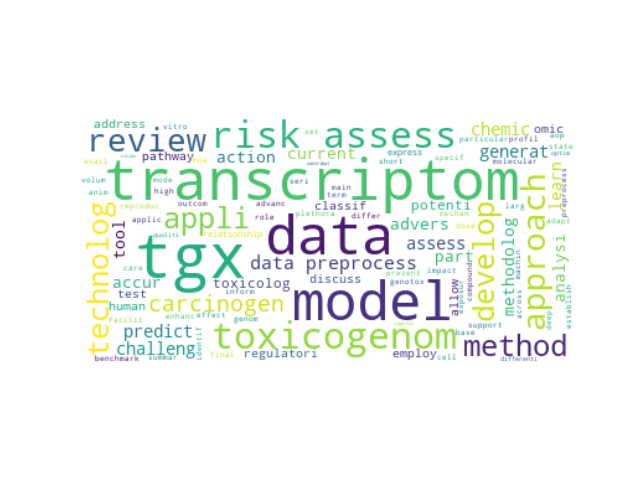 address vitro
review risk assess set chemic omic
particular profil aop
pathway action current express generat state
avail short specif molecular optim
transcriptom
volum mode seri main
anim high term
outcom advanc classif potenti larg
technolog appli plethora differ develop approach learn preprocess
applic role data mechan advers methodolog analysi adapt
tool relationship assess
qualiti tgx data preprocess part
care toxicolog discuss present impact genotox
accur inform model allow compound across machin deep establish
test
human carcinogen
enhanc effect genom toxicogenom base support
facilit predict
challeng identif final regulatori employ cell method
benchmark summar differenti
reproduc
dose